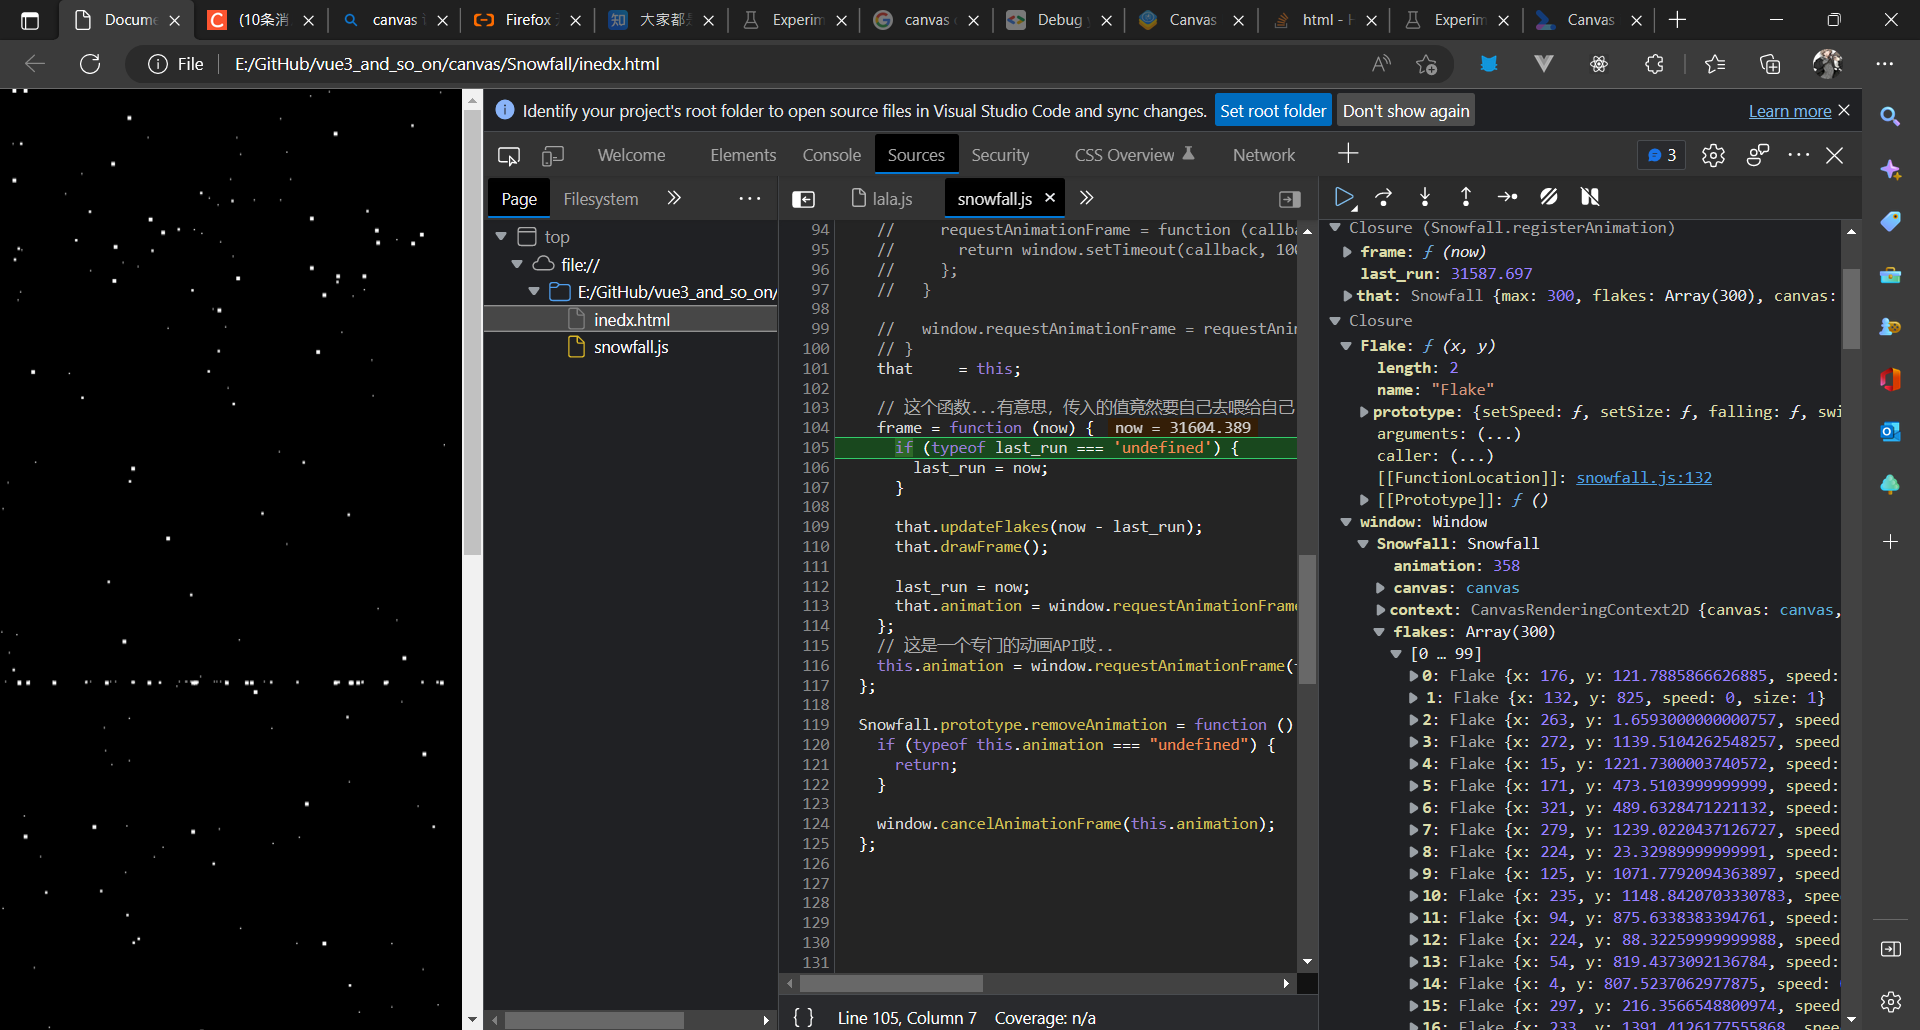 Docume
(10条消
canvas
Firefox
知 大家都
Experim
canvas
Debug
Canvas
html -
Experim
Canvas
File
E:/GitHub/vue3_and_so_on/canvas/Snowfall/inedx.html
Identify your project's root folder to open source files in Visual Studio Code and sync changes. Set root folder Don't show again Learn more
Welcome Elements Console Sources Security CSS Overview Network 3
Page Filesystem
lala.js snowfall.js
top
file://
E:/GitHub/vue3_and_so_on/
inedx.html
snowfall.js
94 // requestAnimationFrame = function (callba
95 // return window.setTimeout(callback, 100
96 // };
97 // }
98
99 // window.requestAnimationFrame = requestAnim
100 // }
101 that = this;
102
103 // 这个函数...有意思，传入的值竟然要自己去喂给自己
104 frame = function (now) { now = 31604.389
105 if (typeof last_run === 'undefined') {
106 last_run = now;
107 }
108
109 that.updateFlakes(now - last_run);
110 that.drawFrame();
111
112 last_run = now;
113 that.animation = window.requestAnimationFrame
114 };
115 // 这是一个专门的动画API哎..
116 this.animation = window.requestAnimationFrame(
117 };
118
119 Snowfall.prototype.removeAnimation = function ()
120 if (typeof this.animation === "undefined") {
121 return;
122 }
123
124 window.cancelAnimationFrame(this.animation);
125 };
126
127
128
129
130
131
{ } Line 105, Column 7 Coverage: n/a
Closure (Snowfall.registerAnimation)
frame: ƒ (now)
last_run: 31587.697
that: Snowfall {max: 300, flakes: Array(300), canvas:
Closure
Flake: ƒ (x, y)
length: 2
name: "Flake"
prototype: {setSpeed: ƒ, setSize: ƒ, falling: ƒ, swi
arguments: (...)
caller: (...)
[[FunctionLocation]]: snowfall.js:132
[[Prototype]]: ƒ ()
window: Window
Snowfall: Snowfall
animation: 358
canvas: canvas
context: CanvasRenderingContext2D {canvas: canvas,
flakes: Array(300)
[0 … 99]
0: Flake {x: 176, y: 121.7885866626885, speed:
1: Flake {x: 132, y: 825, speed: 0, size: 1}
2: Flake {x: 263, y: 1.6593000000000757, speed
3: Flake {x: 272, y: 1139.5104262548257, speed
4: Flake {x: 15, y: 1221.7300003740572, speed:
5: Flake {x: 171, y: 473.5103999999999, speed:
6: Flake {x: 321, y: 489.6328471221132, speed:
7: Flake {x: 279, y: 1239.0220437126727, speed
8: Flake {x: 224, y: 23.32989999999991, speed:
9: Flake {x: 125, y: 1071.7792094363897, speed
10: Flake {x: 235, y: 1148.8420703330783, spee
11: Flake {x: 94, y: 875.6338383394761, speed:
12: Flake {x: 224, y: 88.32259999999988, speed
13: Flake {x: 54, y: 819.4373092136784, speed:
14: Flake {x: 4, y: 807.5237062977875, speed:
15: Flake {x: 297, y: 216.3566548800974, speed
16: Flake {x: 233, y: 1391.4126177555868, spee